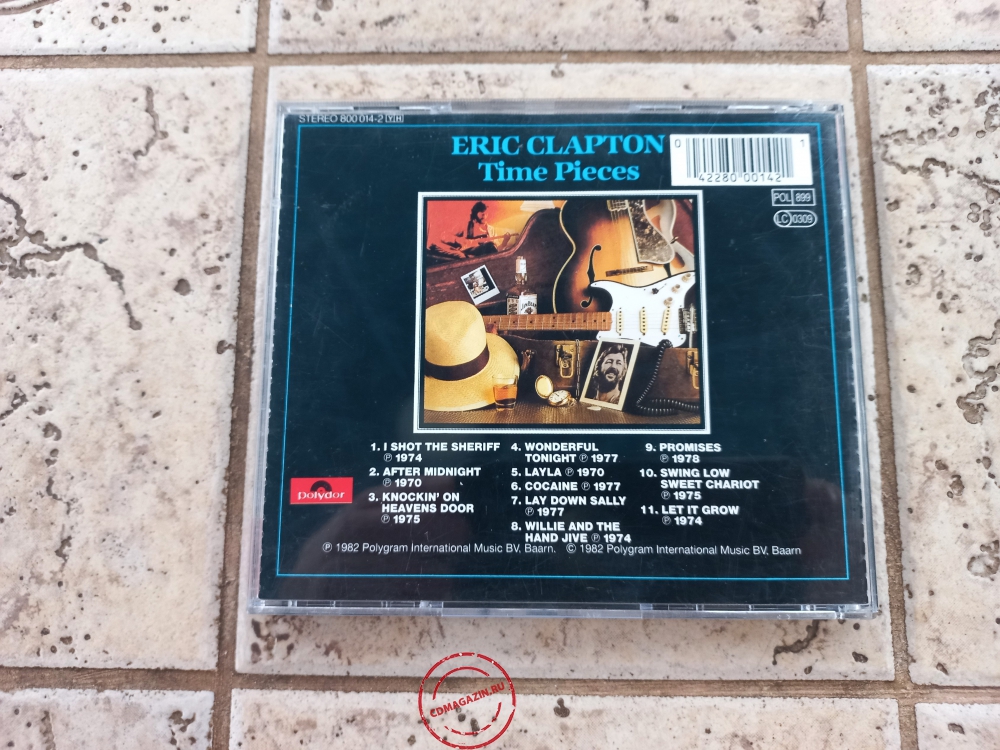 STEREO 800 014-2 YH
ERIC CLAPTON
Time Pieces
0 42280 00142 1
POL 899
LC 0309
1. I SHOT THE SHERIFF
℗ 1974
2. AFTER MIDNIGHT
℗ 1970
3. KNOCKIN' ON
HEAVENS DOOR
℗ 1975
4. WONDERFUL
TONIGHT ℗ 1977
5. LAYLA ℗ 1970
6. COCAINE ℗ 1977
7. LAY DOWN SALLY
℗ 1977
8. WILLIE AND THE
HAND JIVE ℗ 1974
9. PROMISES
℗ 1978
10. SWING LOW
SWEET CHARIOT
℗ 1975
11. LET IT GROW
℗ 1974
polydor
℗ 1982 Polygram International Music BV, Baarn. © 1982 Polygram International Music BV, Baarn
CDMAGAZIN.RU